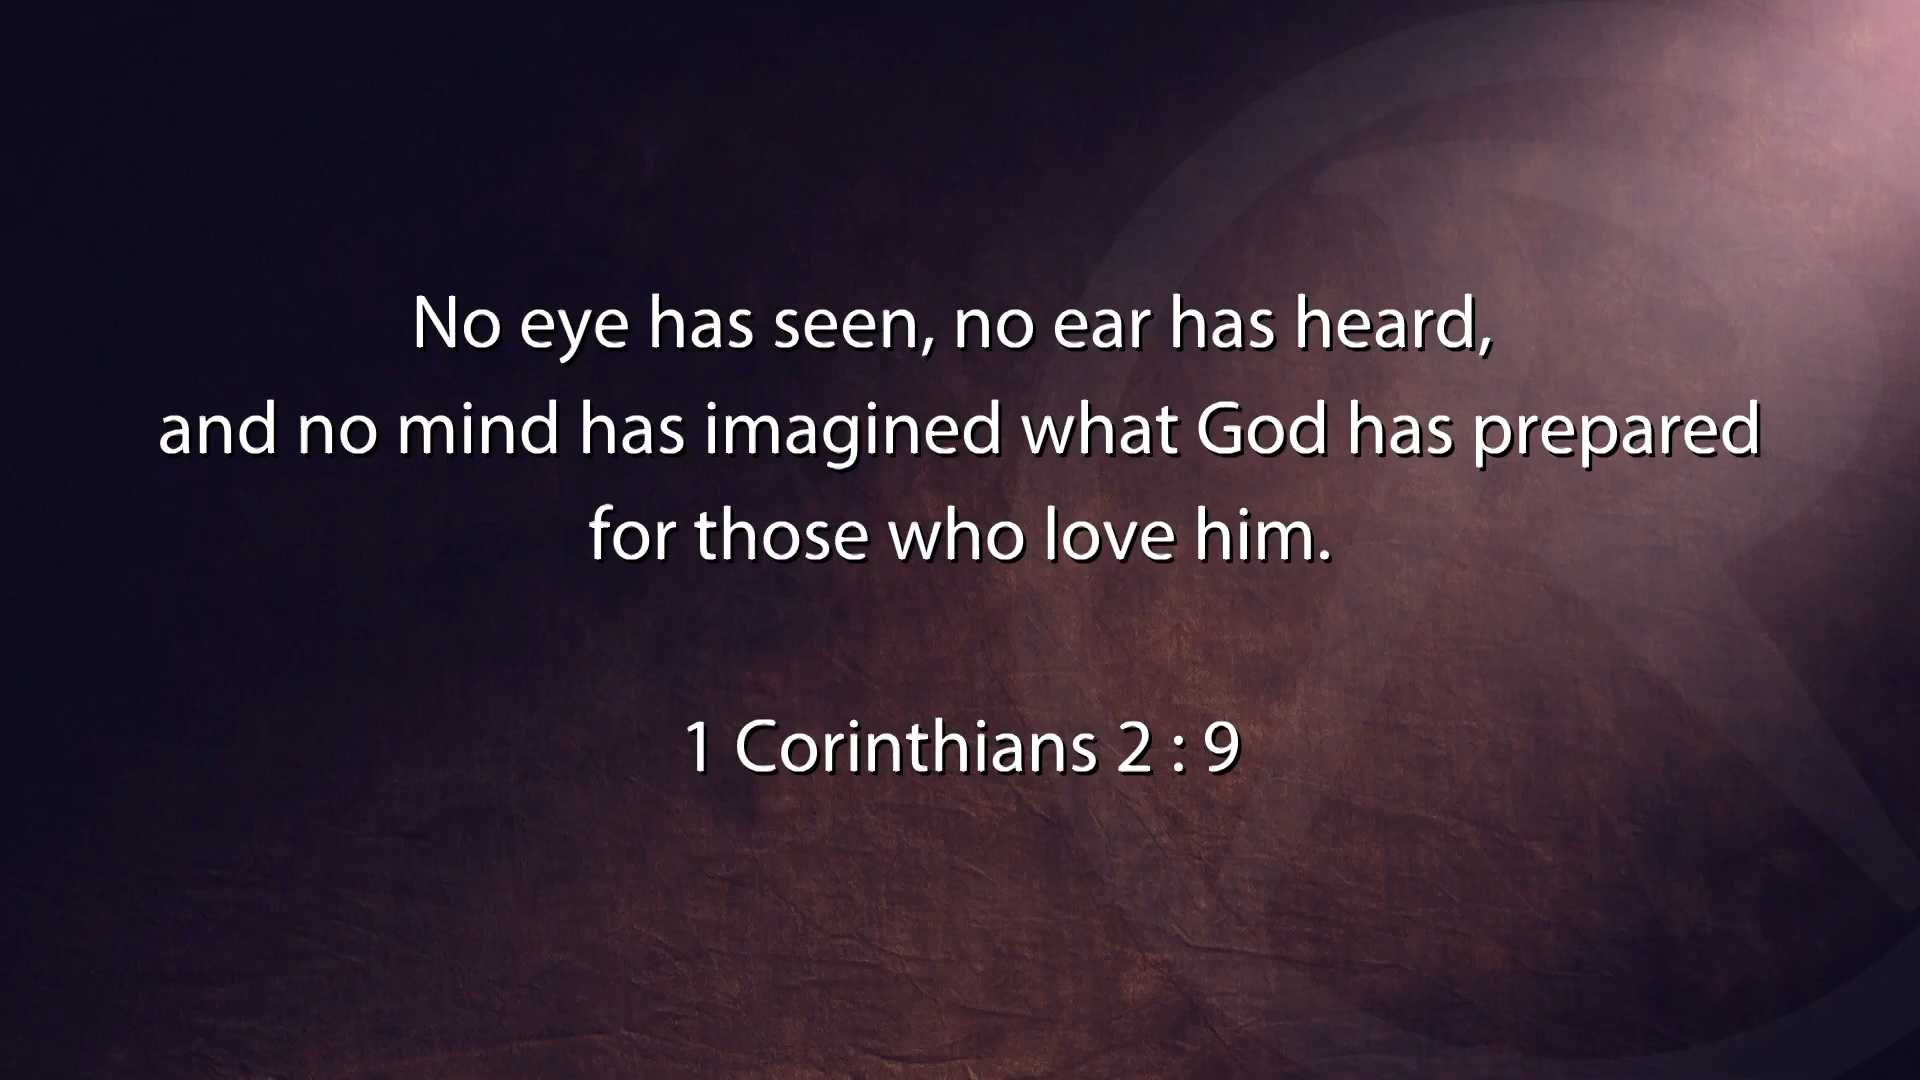 No eye has seen, no ear has heard,
and no mind has imagined what God has prepared
for those who love him.
1 Corinthians 2 : 9